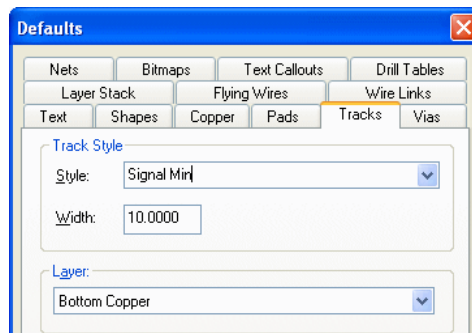 Defaults
Nets Bitmaps Text Callouts Drill Tables
Layer Stack Flying Wires Wire Links
Text Shapes Copper Pads Tracks Vias
Track Style
Style: Signal Min
Width: 10.0000
Layer:
Bottom Copper